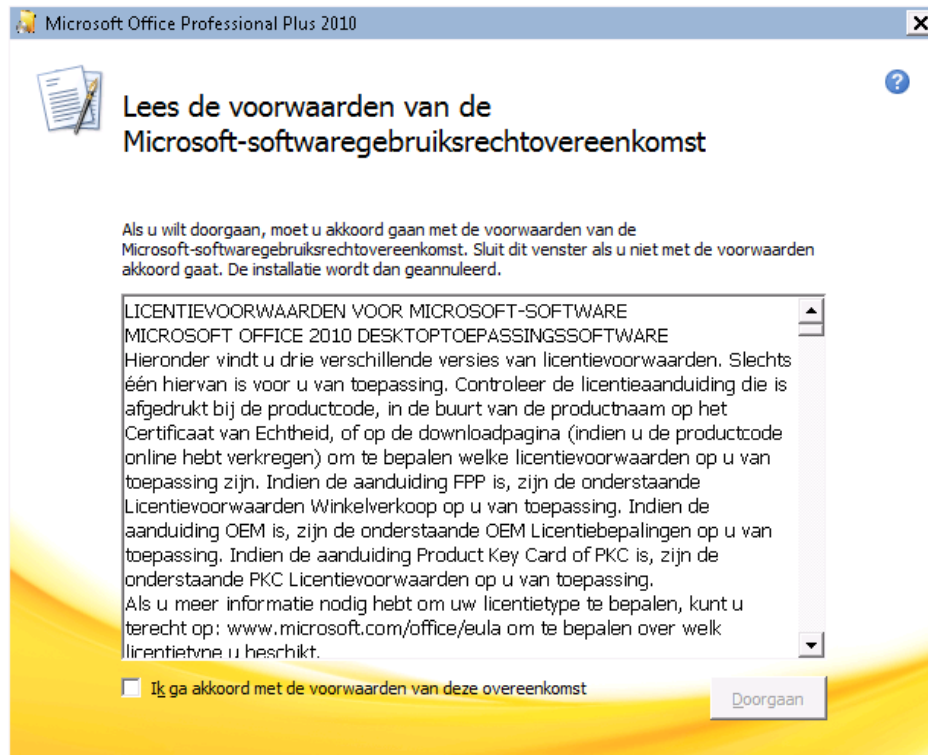 Microsoft Office Professional Plus 2010
Lees de voorwaarden van de
Microsoft-softwaregebruiksrechtovereenkomst
Als u wilt doorgaan, moet u akkoord gaan met de voorwaarden van de
Microsoft-softwaregebruiksrechtovereenkomst. Sluit dit venster als u niet met de voorwaarden
akkoord gaat. De installatie wordt dan geannuleerd.
LICENTIEVOORWAARDEN VOOR MICROSOFT-SOFTWARE
MICROSOFT OFFICE 2010 DESKTOPTOEPASSINGSSOFTWARE
Hieronder vindt u drie verschillende versies van licentievoorwaarden. Slechts
één hiervan is voor u van toepassing. Controleer de licentieaanduiding die is
afgedrukt bij de productcode, in de buurt van de productnaam op het
Certificaat van Echtheid, of op de downloadpagina (indien u de productcode
online hebt verkregen) om te bepalen welke licentievoorwaarden op u van
toepassing zijn. Indien de aanduiding FPP is, zijn de onderstaande
Licentievoorwaarden Winkelverkoop op u van toepassing. Indien de
aanduiding OEM is, zijn de onderstaande OEM Licentiebepalingen op u van
toepassing. Indien de aanduiding Product Key Card of PKC is, zijn de
onderstaande PKC Licentievoorwaarden op u van toepassing.
Als u meer informatie nodig hebt om uw licentietype te bepalen, kunt u
terecht op: www.microsoft.com/office/eula om te bepalen over welk
licentietype u beschikt.
Ik ga akkoord met de voorwaarden van deze overeenkomst
Doorgaan